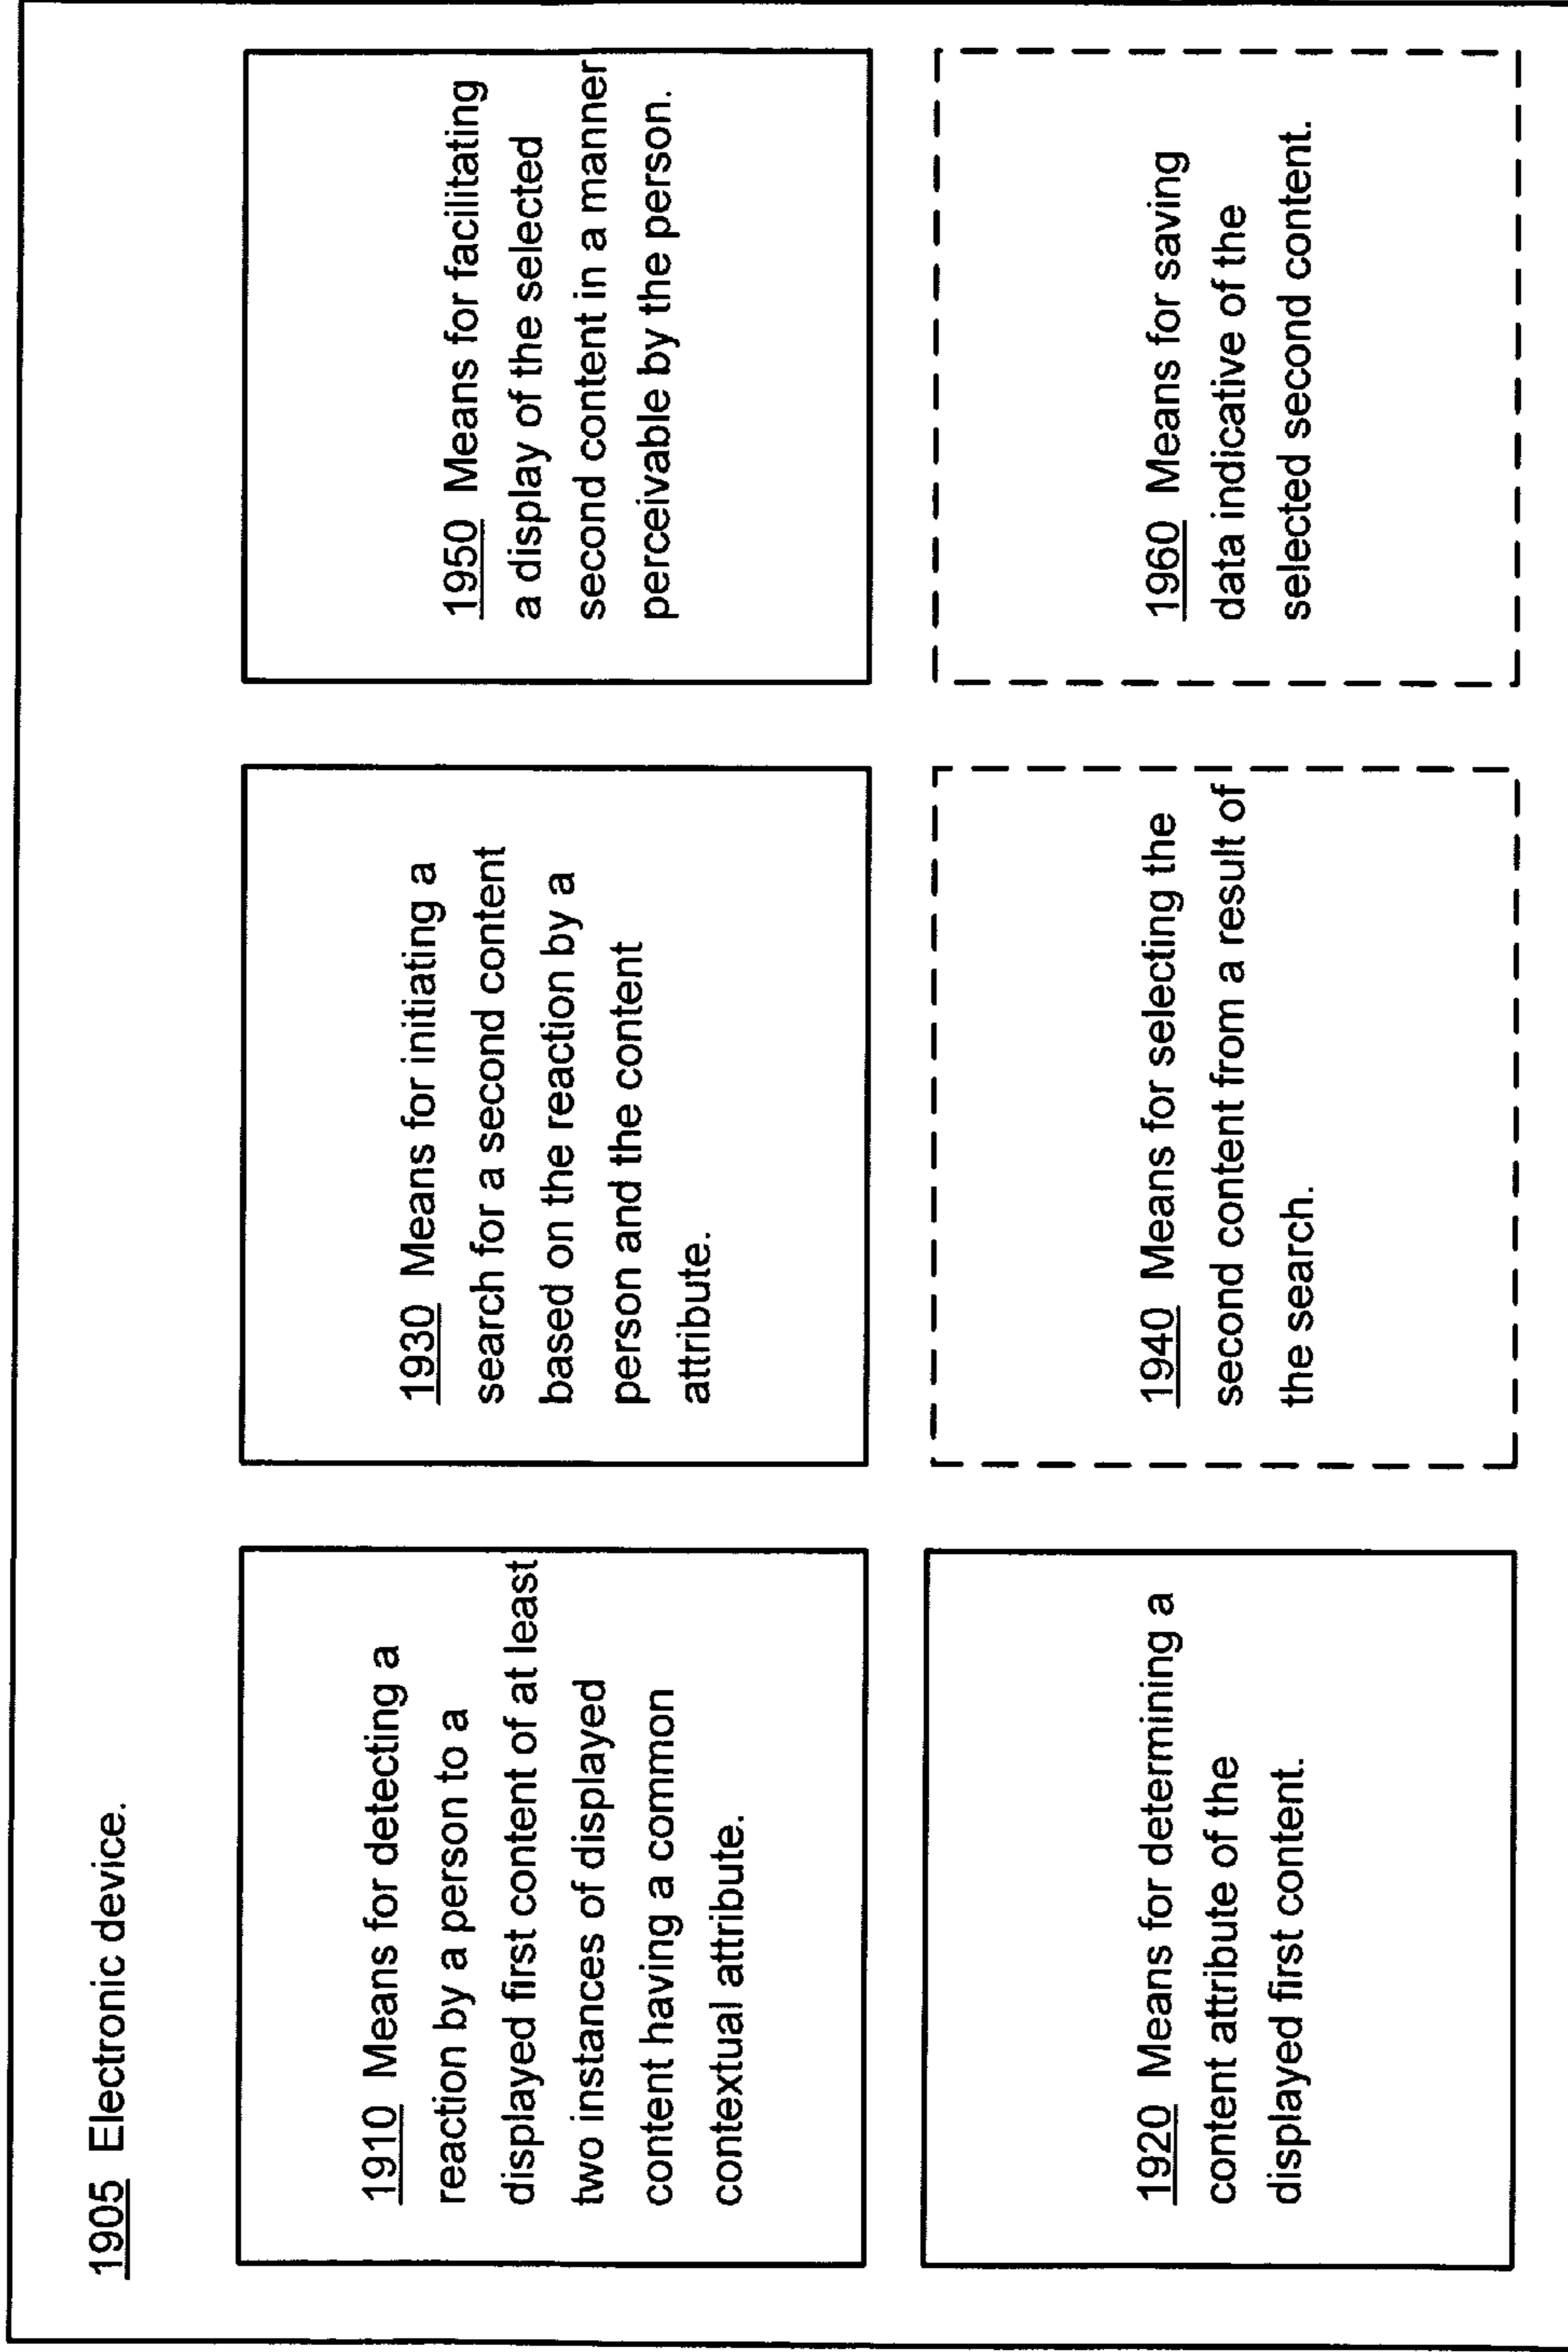 1905 Electronic device.
1910 Means for detecting a
reaction by a person to a
displayed first content of at least
two instances of displayed
content having a common
contextual attribute.
1920 Means for determining a
content attribute of the
displayed first content.
1930 Means for initiating a
search for a second content
based on the reaction by a
person and the content
attribute.
1940 Means for selecting the
second content from a result of
the search.
1950 Means for facilitating
a display of the selected
second content in a manner
perceivable by the person.
1960 Means for saving
data indicative of the
selected second content.